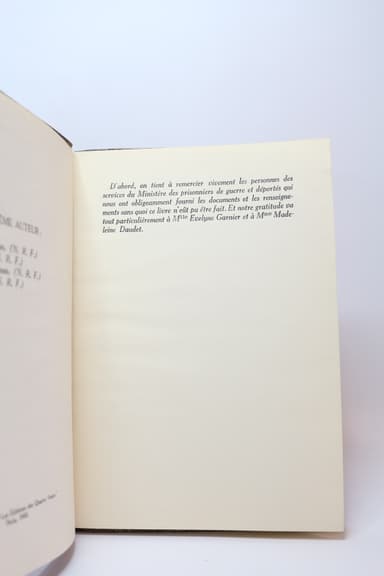 ME AUTEUR :
(N. R. F.)
R. F.)
(N. R. F.)
R. F.)
D'abord, on tient à remercier vivement les personnes des
services du Ministère des prisonniers de guerre et déportés qui
nous ont obligeamment fourni les documents et les renseigne-
ments sans quoi ce livre n'eût pu être fait. Et notre gratitude va
tout particulièrement à Mlle Evelyne Garnier et à Mme Made-
leine Daudet.